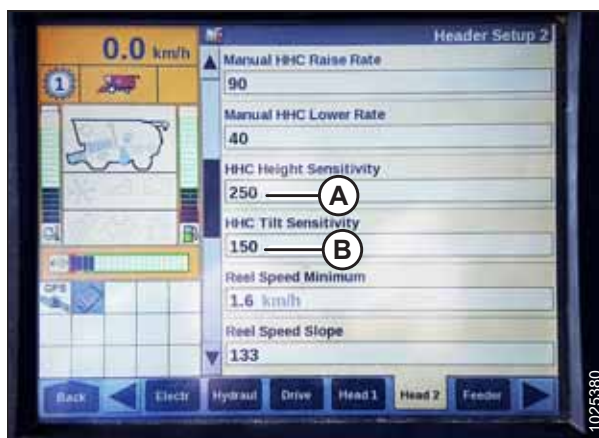 0.0 km/h
Header Setup 2
1
Manual HHC Raise Rate
90
Manual HHC Lower Rate
40
HHC Height Sensitivity
250
A
HHC Tilt Sensitivity
150
B
GPS
Reel Speed Minimum
1.6 km/h
Reel Speed Slope
133
Back
Electr
Hydraul
Drive
Head 1
Head 2
Feeder
1025380